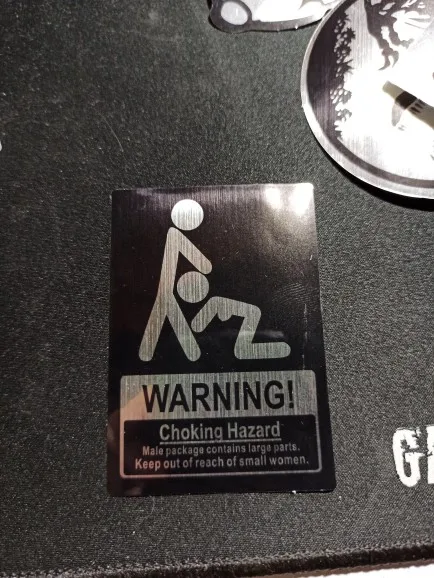 WARNING!
Choking Hazard
Male package contains large parts.
Keep out of reach of small women.